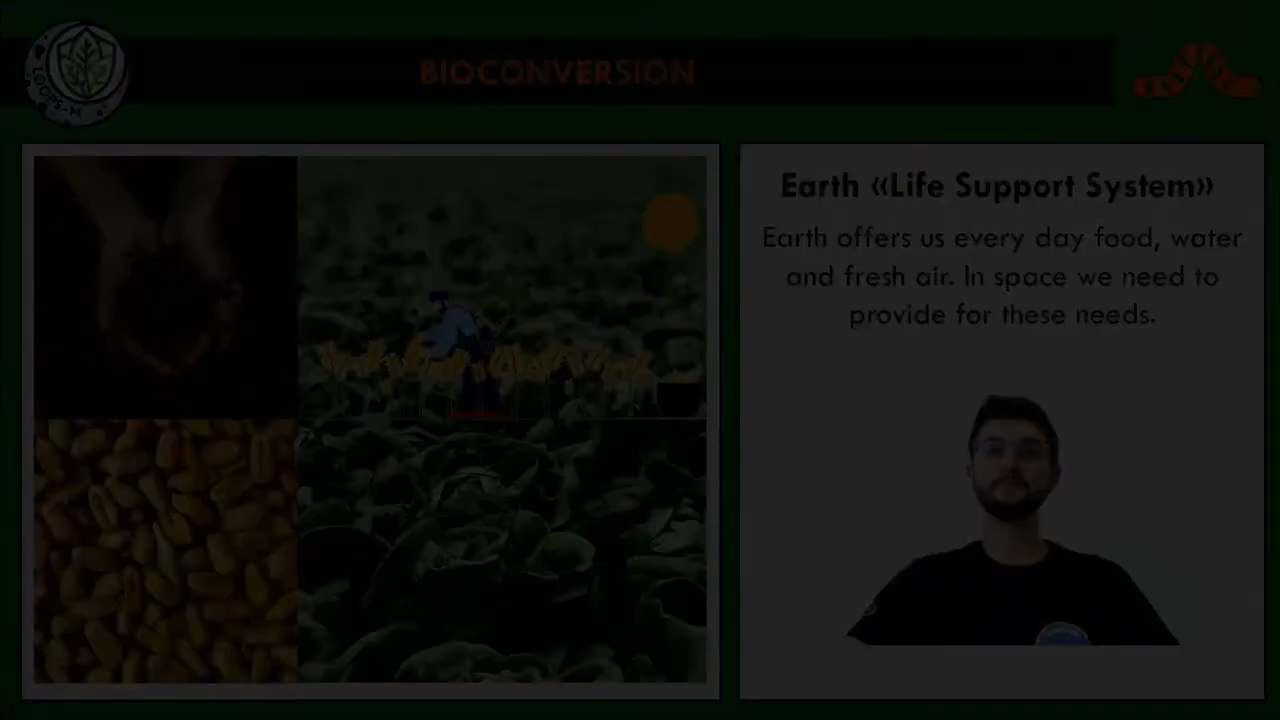 LOOPS-M
BIOCONVERSION
Earth «Life Support System»
Earth offers us every day food, water
and fresh air. In space we need to
provide for these needs.